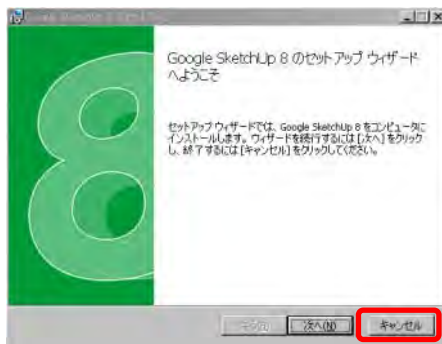 Google SketchUp 8 のセットアップ ウィザード
へようこそ
セットアップ ウィザードでは、Google SketchUp 8 をコンピュータに
インストールします。ウィザードを続行するには [次へ] をクリック
し、終了するには [キャンセル] をクリックしてください。
次へ(N)
キャンセル